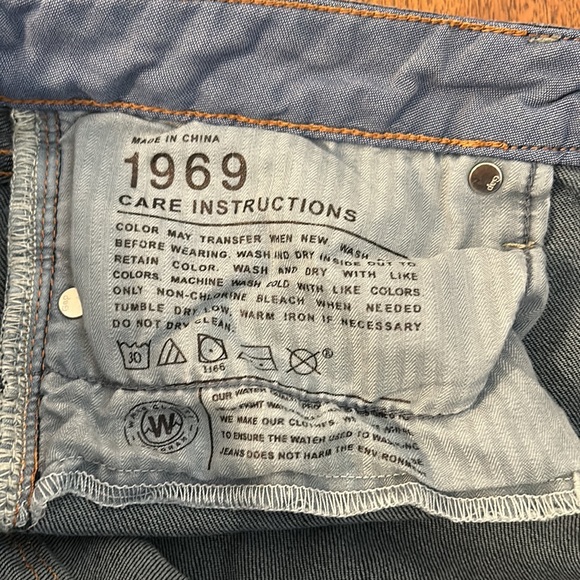 MADE IN CHINA
1969
CARE INSTRUCTIONS
COLOR MAY TRANSFER WHEN NEW WASH
BEFORE WEARING. WASH AND DRY INSIDE OUT TO
RETAIN COLOR. WASH AND DRY WITH LIKE
COLORS. MACHINE WASH COLD WITH LIKE COLORS
ONLY NON-CHLORINE BLEACH WHEN NEEDED
TUMBLE DRY LOW, WARM IRON IF NECESSARY
DO NOT DRY CLEAN.
30
1166
®
W
OUR WATER
WE MAKE OUR CLOTHES.
TO ENSURE THE WATER USED TO WASHING
JEANS DOES NOT HARM THE